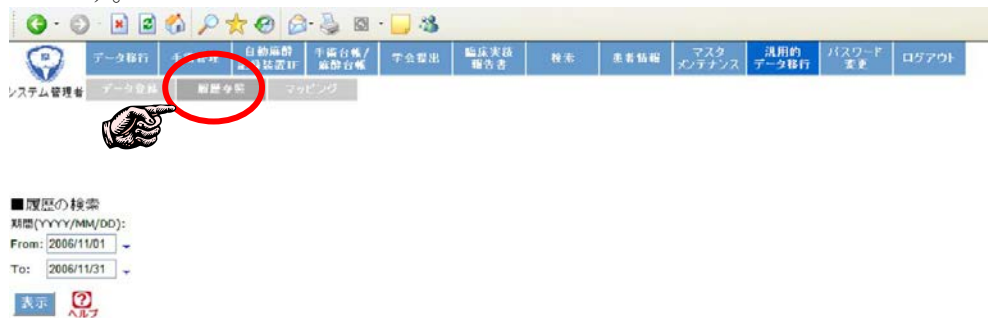 データ移行 手術管理 自動麻酔記録装置IF 手術台帳/麻酔台帳 学会提出 臨床実績報告書 検索 患者情報 マスタメンテナンス 汎用的データ移行 パスワード変更 ログアウト
システム管理者 データ登録 履歴参照 マッピング
■履歴の検索
期間(YYYY/MM/DD):
From: 2006/11/01
To: 2006/11/31
表示 ヘルプ